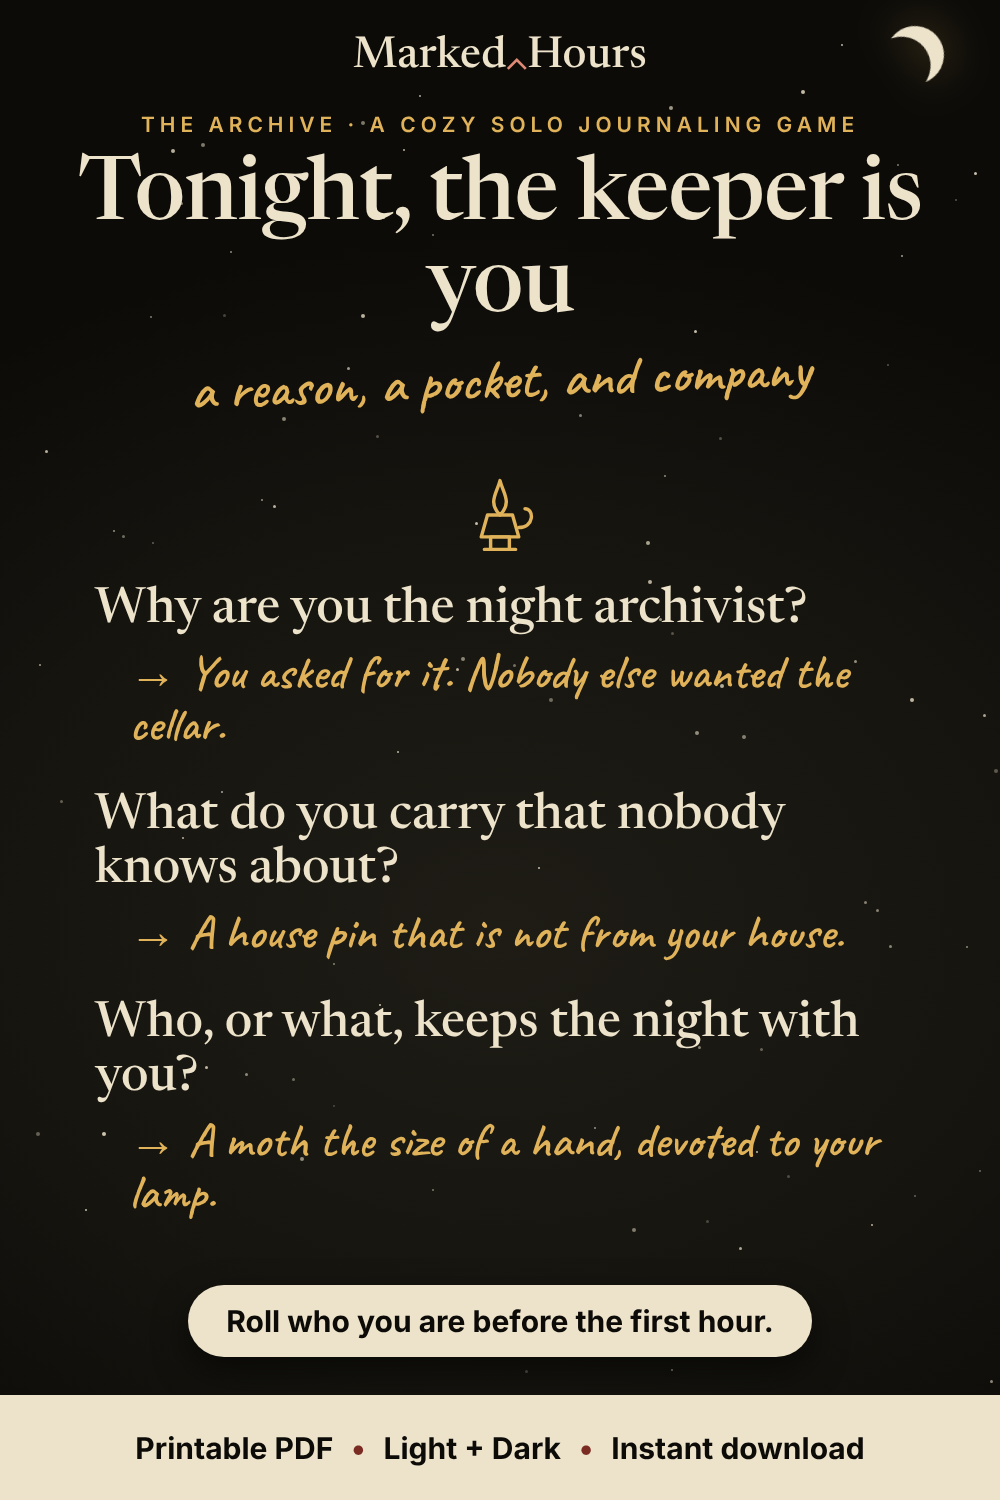 Marked‸Hours
THE ARCHIVE · A COZY SOLO JOURNALING GAME
Tonight, the keeper is
you
a reason, a pocket, and company
Why are you the night archivist?
→ You asked for it. Nobody else wanted the
cellar.
What do you carry that nobody
knows about?
→ A house pin that is not from your house.
Who, or what, keeps the night with
you?
→ A moth the size of a hand, devoted to your
lamp.
Roll who you are before the first hour.
Printable PDF • Light + Dark • Instant download